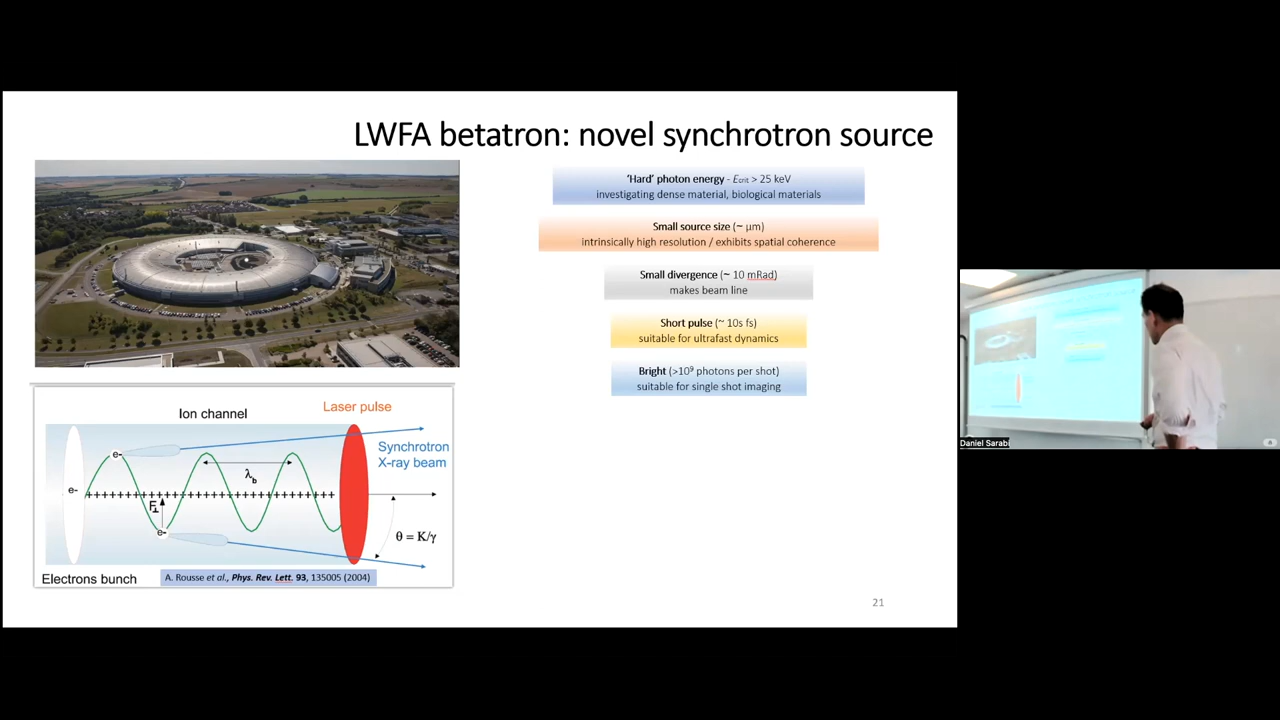 LWFA betatron: novel synchrotron source
'Hard' photon energy - Ecrit > 25 keV
investigating dense material, biological materials
Small source size (~ μm)
intrinsically high resolution / exhibits spatial coherence
Small divergence (~ 10 mRad)
makes beam line
Short pulse (~ 10s fs)
suitable for ultrafast dynamics
Bright (>10⁹ photons per shot)
suitable for single shot imaging
Ion channel
Laser pulse
Synchrotron
X-ray beam
e-
λb
e-
F⊥
e-
θ = K/γ
Electrons bunch
A. Rousse et al., Phys. Rev. Lett. 93, 135005 (2004)
21
Daniel Sarabi